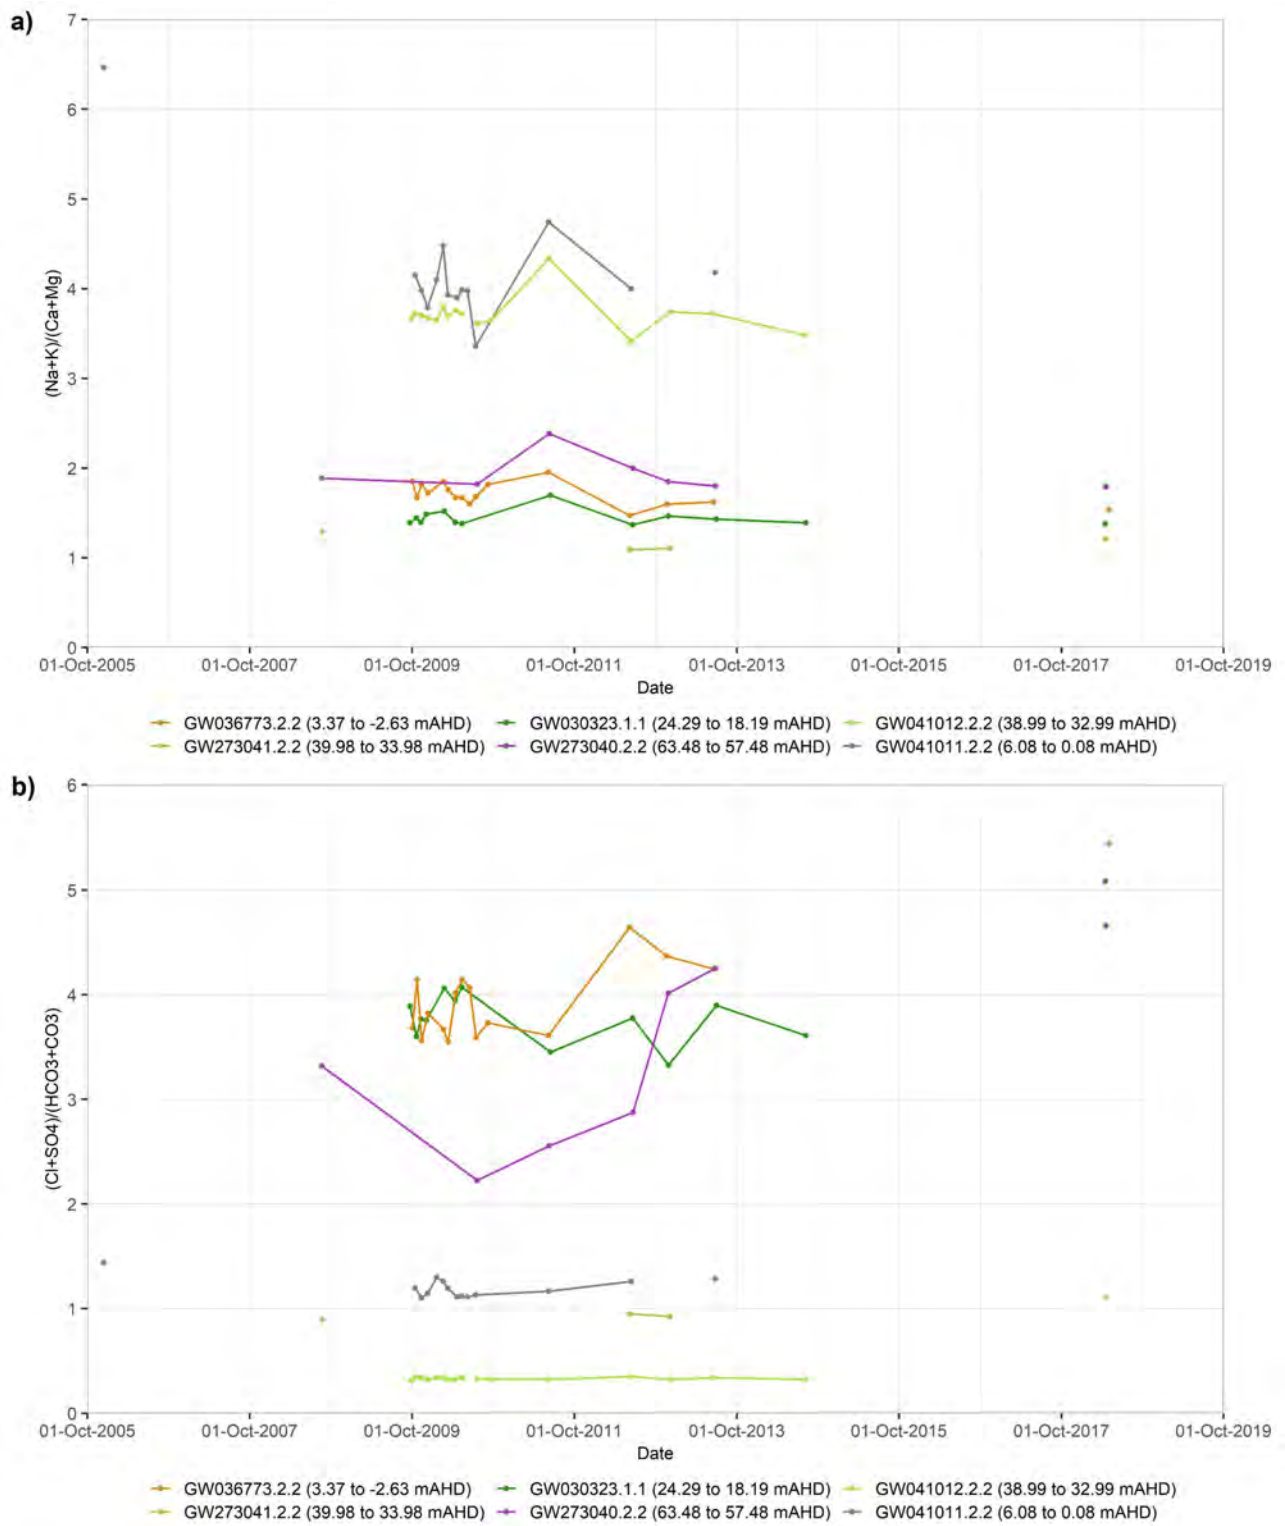 a)
7
6
5
4
3
2
1
0
(Na+K)/(Ca+Mg)
01-Oct-2005 01-Oct-2007 01-Oct-2009 01-Oct-2011 01-Oct-2013 01-Oct-2015 01-Oct-2017 01-Oct-2019
Date
GW036773.2.2 (3.37 to -2.63 mAHD) GW030323.1.1 (24.29 to 18.19 mAHD) GW041012.2.2 (38.99 to 32.99 mAHD)
GW273041.2.2 (39.98 to 33.98 mAHD) GW273040.2.2 (63.48 to 57.48 mAHD) GW041011.2.2 (6.08 to 0.08 mAHD)
b)
6
5
4
3
2
1
0
(Cl+SO4)/(HCO3+CO3)
01-Oct-2005 01-Oct-2007 01-Oct-2009 01-Oct-2011 01-Oct-2013 01-Oct-2015 01-Oct-2017 01-Oct-2019
Date
GW036773.2.2 (3.37 to -2.63 mAHD) GW030323.1.1 (24.29 to 18.19 mAHD) GW041012.2.2 (38.99 to 32.99 mAHD)
GW273041.2.2 (39.98 to 33.98 mAHD) GW273040.2.2 (63.48 to 57.48 mAHD) GW041011.2.2 (6.08 to 0.08 mAHD)